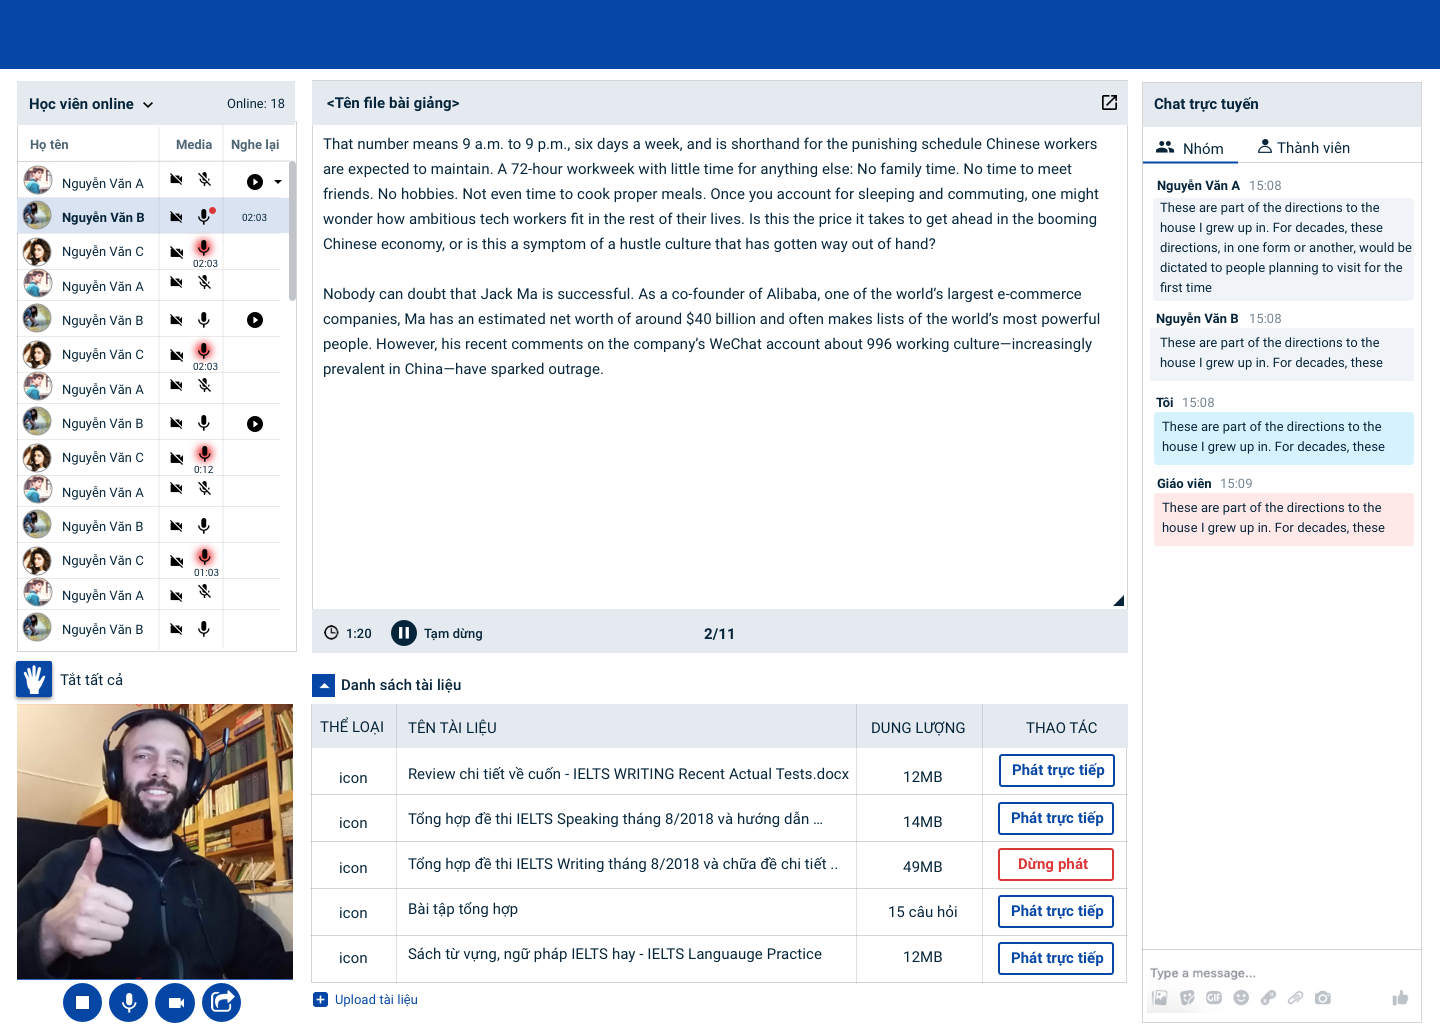 Học viên online
Online: 18
Họ tên
Media
Nghe lại
Nguyễn Văn A
Nguyễn Văn B
02:03
Nguyễn Văn C
02:03
Nguyễn Văn A
Nguyễn Văn B
Nguyễn Văn C
02:03
Nguyễn Văn A
Nguyễn Văn B
Nguyễn Văn C
0:12
Nguyễn Văn A
Nguyễn Văn B
Nguyễn Văn C
01:03
Nguyễn Văn A
Nguyễn Văn B
Tắt tất cả
<Tên file bài giảng>
That number means 9 a.m. to 9 p.m., six days a week, and is shorthand for the punishing schedule Chinese workers
are expected to maintain. A 72-hour workweek with little time for anything else: No family time. No time to meet
friends. No hobbies. Not even time to cook proper meals. Once you account for sleeping and commuting, one might
wonder how ambitious tech workers fit in the rest of their lives. Is this the price it takes to get ahead in the booming
Chinese economy, or is this a symptom of a hustle culture that has gotten way out of hand?
Nobody can doubt that Jack Ma is successful. As a co-founder of Alibaba, one of the world’s largest e-commerce
companies, Ma has an estimated net worth of around $40 billion and often makes lists of the world’s most powerful
people. However, his recent comments on the company’s WeChat account about 996 working culture—increasingly
prevalent in China—have sparked outrage.
1:20
Tạm dừng
2/11
Danh sách tài liệu
THỂ LOẠI
TÊN TÀI LIỆU
DUNG LƯỢNG
THAO TÁC
icon
Review chi tiết về cuốn - IELTS WRITING Recent Actual Tests.docx
12MB
Phát trực tiếp
icon
Tổng hợp đề thi IELTS Speaking tháng 8/2018 và hướng dẫn ...
14MB
Phát trực tiếp
icon
Tổng hợp đề thi IELTS Writing tháng 8/2018 và chữa đề chi tiết ..
49MB
Dừng phát
icon
Bài tập tổng hợp
15 câu hỏi
Phát trực tiếp
icon
Sách từ vựng, ngữ pháp IELTS hay - IELTS Languauge Practice
12MB
Phát trực tiếp
Upload tài liệu
Chat trực tuyến
Nhóm
Thành viên
Nguyễn Văn A 15:08
These are part of the directions to the
house I grew up in. For decades, these
directions, in one form or another, would be
dictated to people planning to visit for the
first time
Nguyễn Văn B 15:08
These are part of the directions to the
house I grew up in. For decades, these
Tôi 15:08
These are part of the directions to the
house I grew up in. For decades, these
Giáo viên 15:09
These are part of the directions to the
house I grew up in. For decades, these
Type a message...
GIF